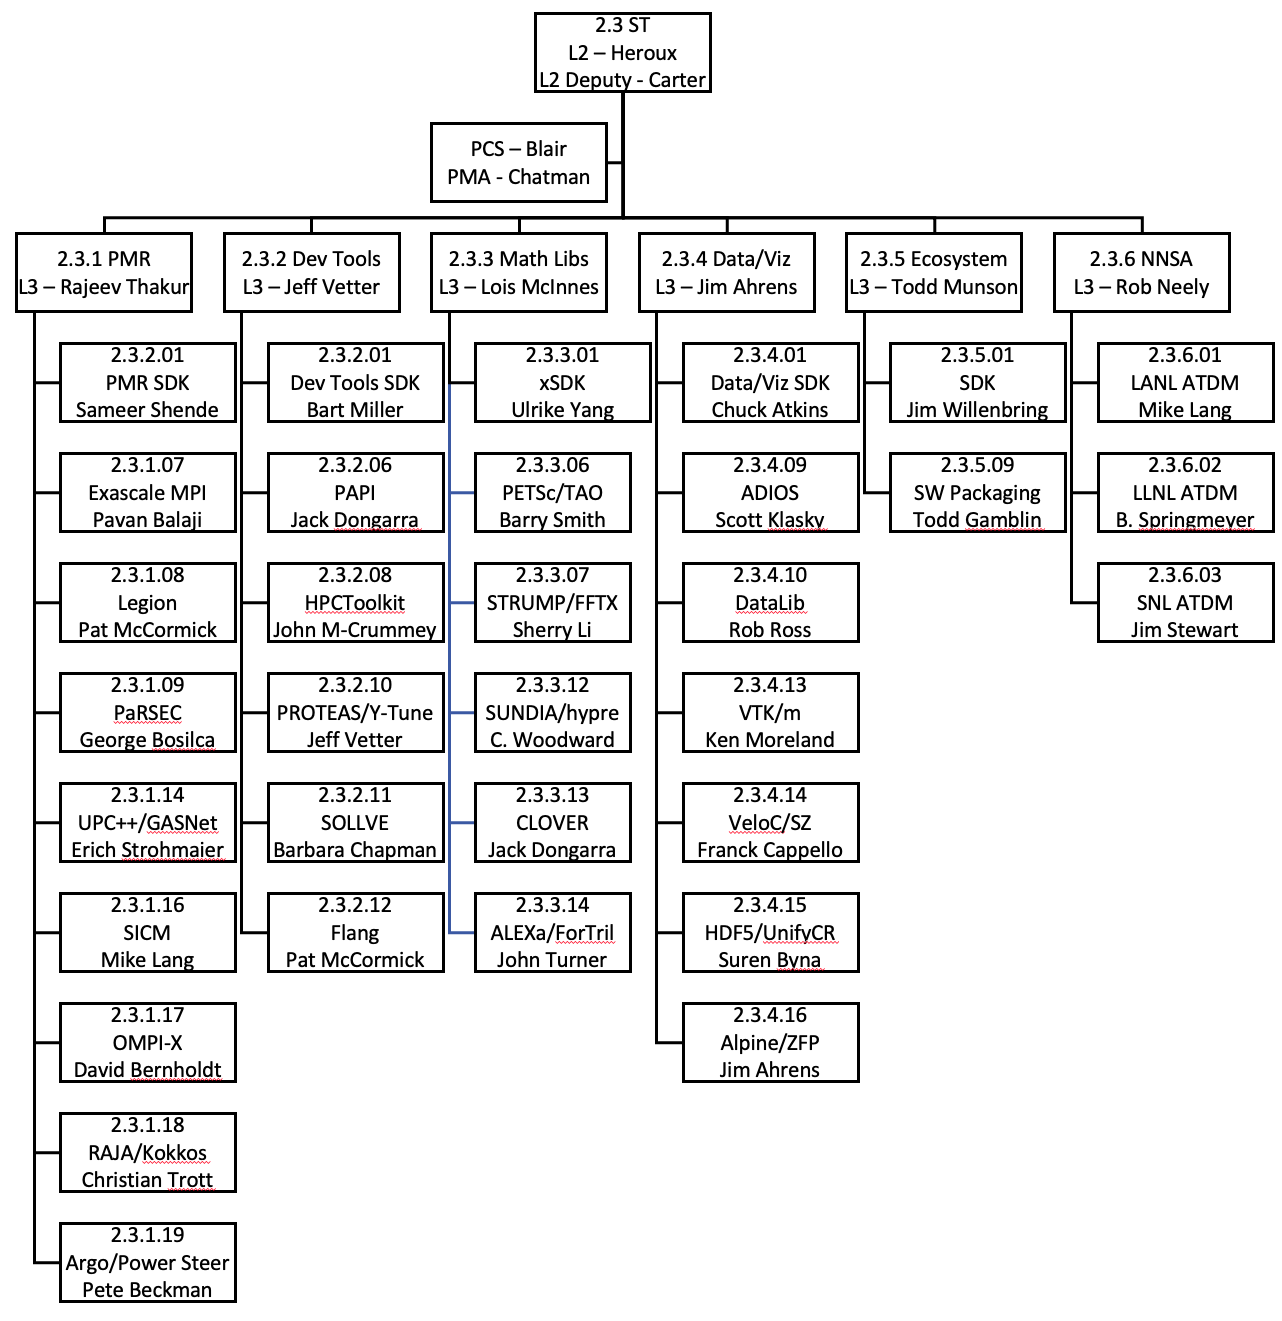 2.3 ST
L2 – Heroux
L2 Deputy - Carter
PCS – Blair
PMA - Chatman
2.3.1 PMR
L3 – Rajeev Thakur
2.3.2.01
PMR SDK
Sameer Shende
2.3.1.07
Exascale MPI
Pavan Balaji
2.3.1.08
Legion
Pat McCormick
2.3.1.09
PaRSEC
George Bosilca
2.3.1.14
UPC++/GASNet
Erich Strohmaier
2.3.1.16
SICM
Mike Lang
2.3.1.17
OMPI-X
David Bernholdt
2.3.1.18
RAJA/Kokkos
Christian Trott
2.3.1.19
Argo/Power Steer
Pete Beckman
2.3.2 Dev Tools
L3 – Jeff Vetter
2.3.2.01
Dev Tools SDK
Bart Miller
2.3.2.06
PAPI
Jack Dongarra
2.3.2.08
HPCToolkit
John M-Crummey
2.3.2.10
PROTEAS/Y-Tune
Jeff Vetter
2.3.2.11
SOLLVE
Barbara Chapman
2.3.2.12
Flang
Pat McCormick
2.3.3 Math Libs
L3 – Lois McInnes
2.3.3.01
xSDK
Ulrike Yang
2.3.3.06
PETSc/TAO
Barry Smith
2.3.3.07
STRUMP/FFTX
Sherry Li
2.3.3.12
SUNDIA/hypre
C. Woodward
2.3.3.13
CLOVER
Jack Dongarra
2.3.3.14
ALEXa/ForTril
John Turner
2.3.4 Data/Viz
L3 – Jim Ahrens
2.3.4.01
Data/Viz SDK
Chuck Atkins
2.3.4.09
ADIOS
Scott Klasky
2.3.4.10
DataLib
Rob Ross
2.3.4.13
VTK/m
Ken Moreland
2.3.4.14
VeloC/SZ
Franck Cappello
2.3.4.15
HDF5/UnifyCR
Suren Byna
2.3.4.16
Alpine/ZFP
Jim Ahrens
2.3.5 Ecosystem
L3 – Todd Munson
2.3.5.01
SDK
Jim Willenbring
2.3.5.09
SW Packaging
Todd Gamblin
2.3.6 NNSA
L3 – Rob Neely
2.3.6.01
LANL ATDM
Mike Lang
2.3.6.02
LLNL ATDM
B. Springmeyer
2.3.6.03
SNL ATDM
Jim Stewart